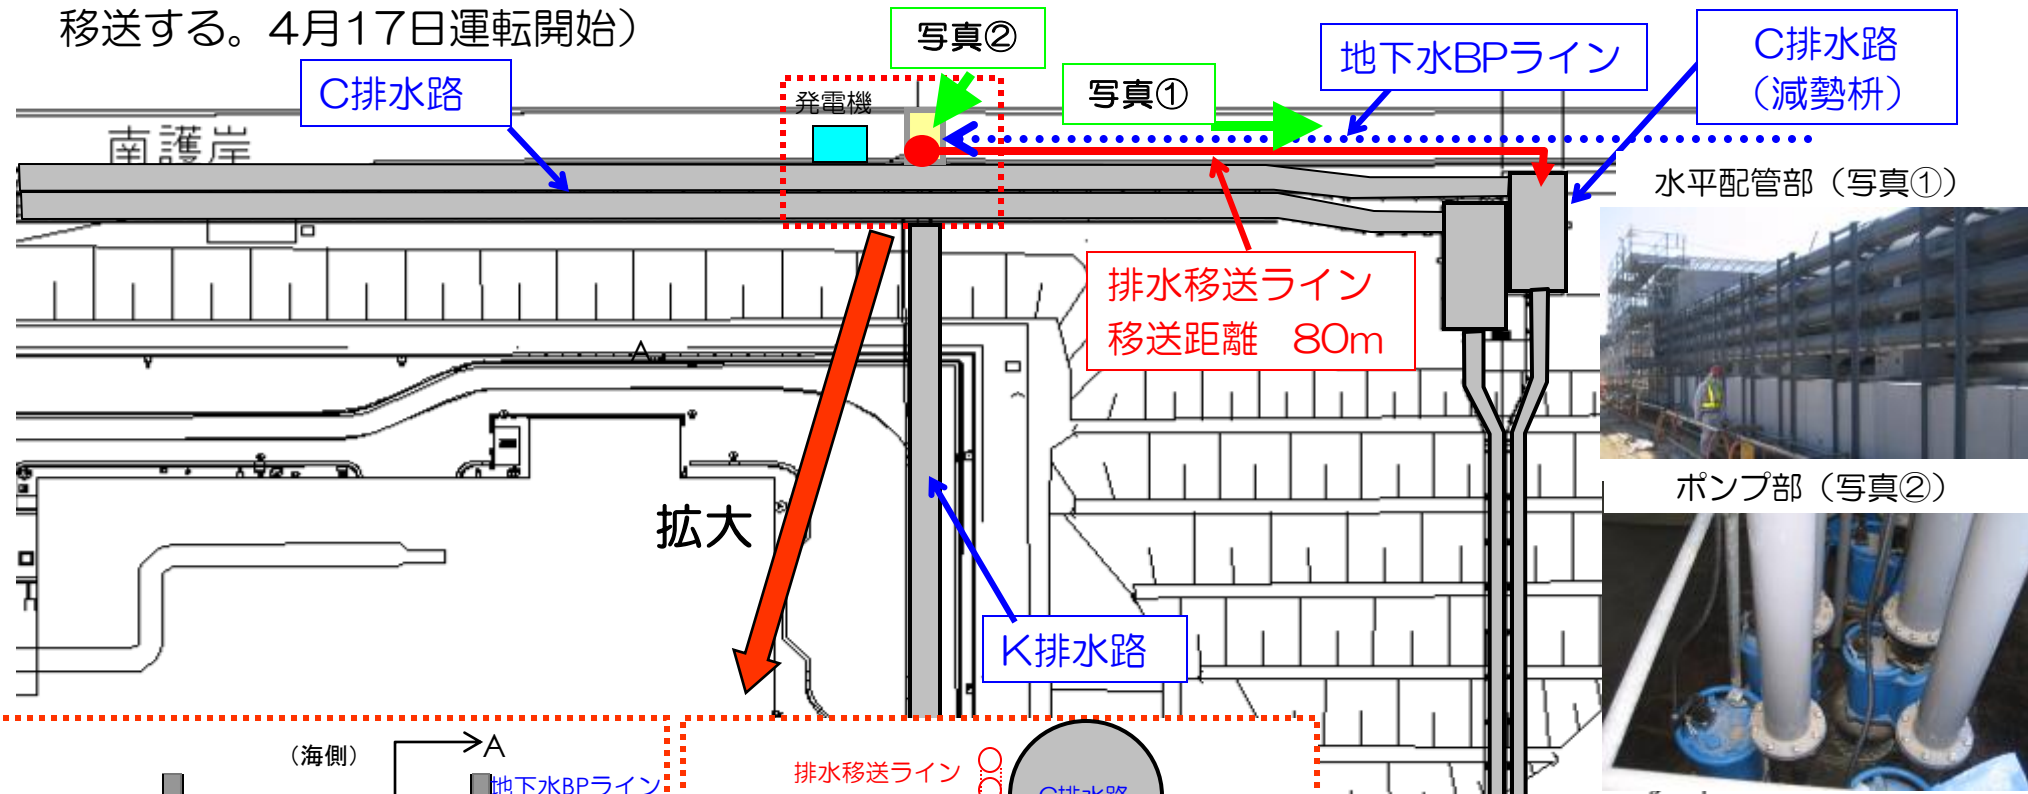 移送する。4月17日運転開始）
写真②
C排水路
発電機
写真①
地下水BPライン
C排水路
（減勢枡）
南護岸
水平配管部（写真①）
排水移送ライン
移送距離　80m
A
ポンプ部（写真②）
拡大
K排水路
（海側）
A
地下水BPライン
排水移送ライン
C排水路